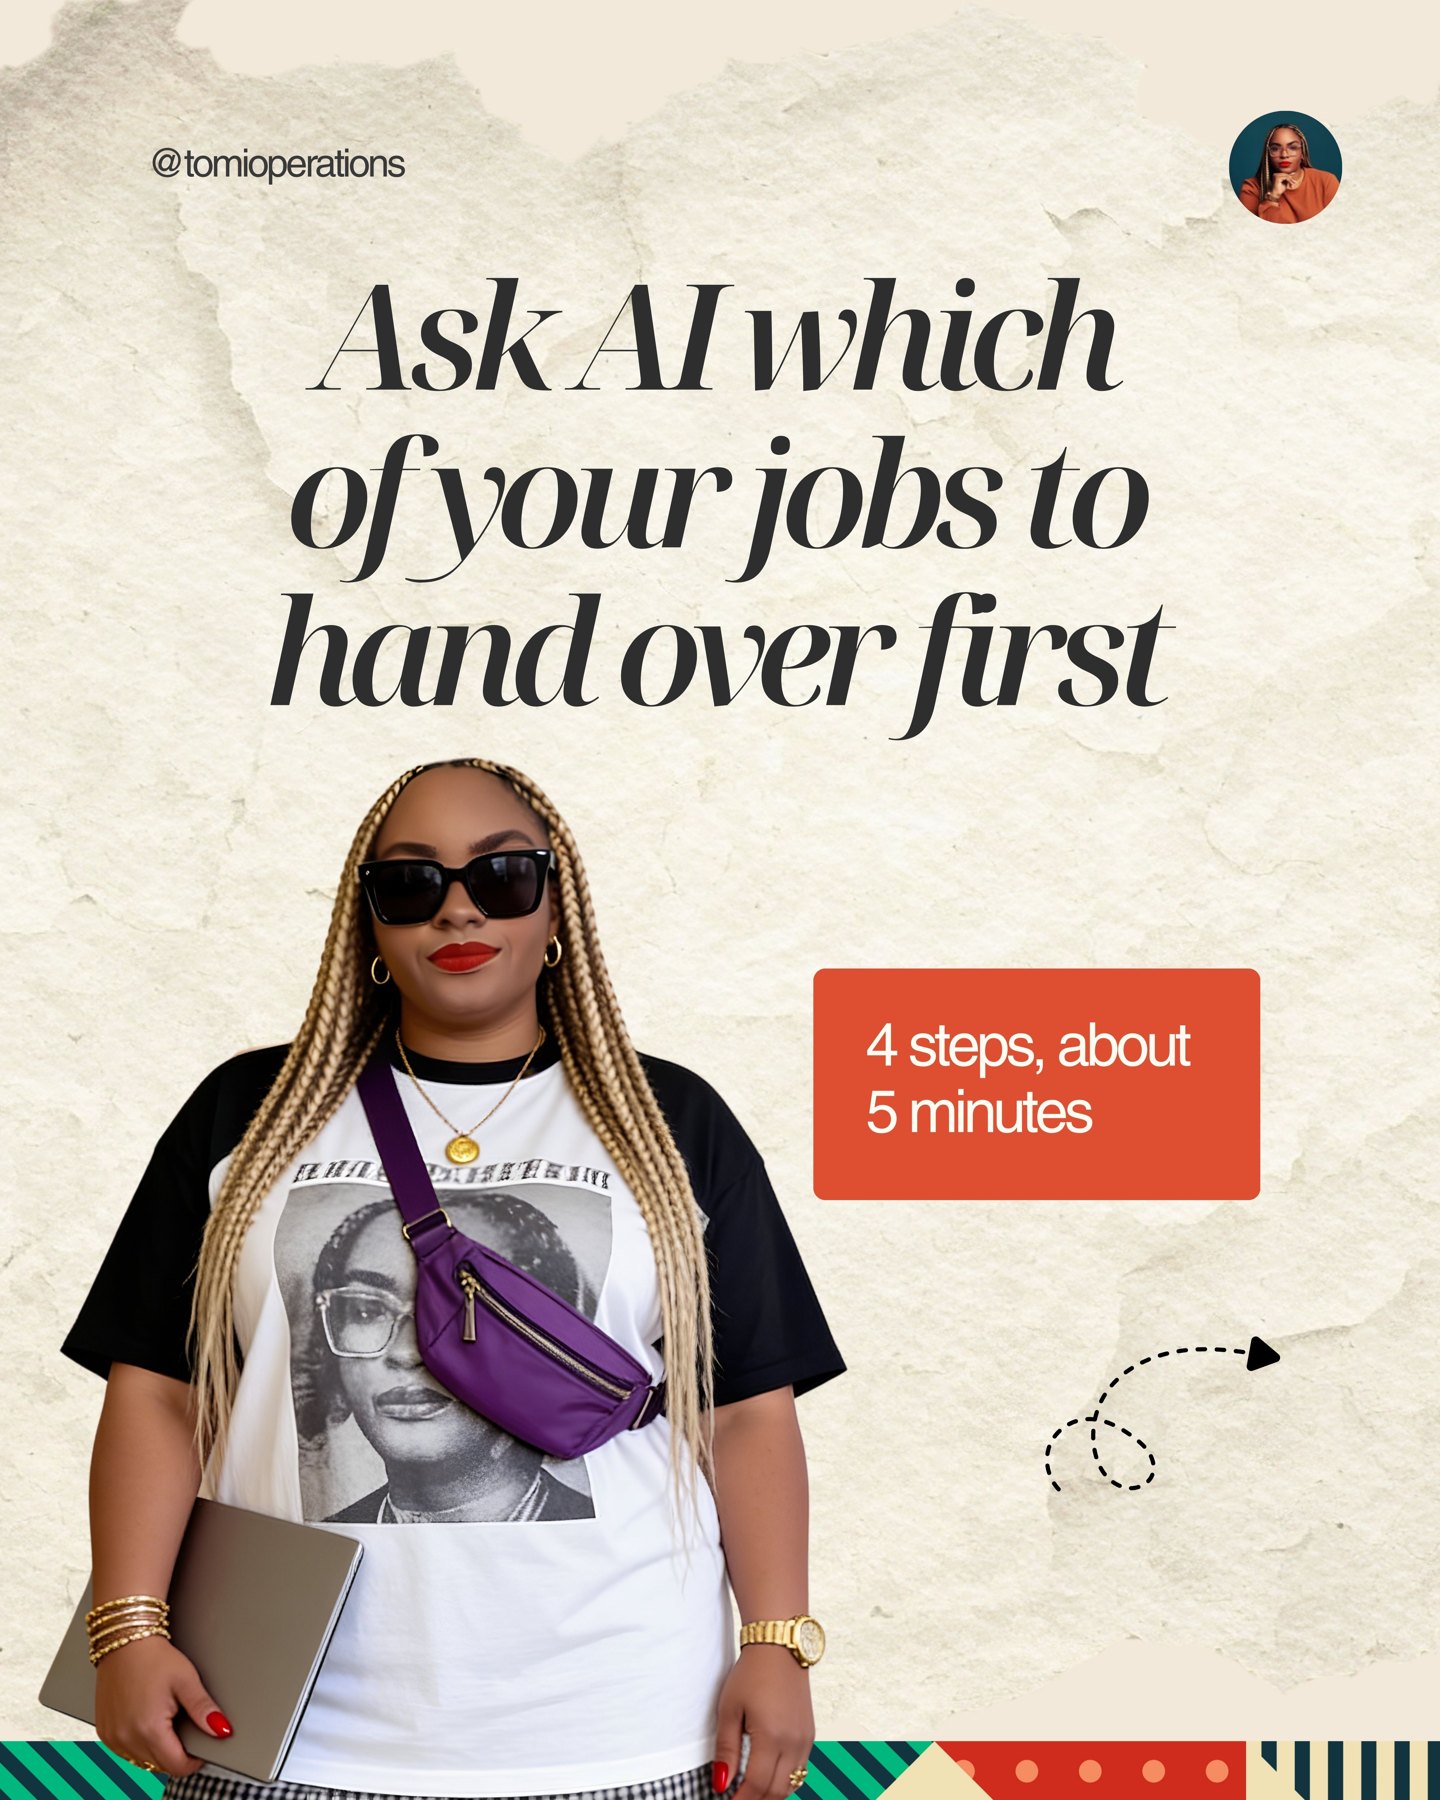 @tomioperations
Ask AI which
of your jobs to
hand over first
4 steps, about
5 minutes